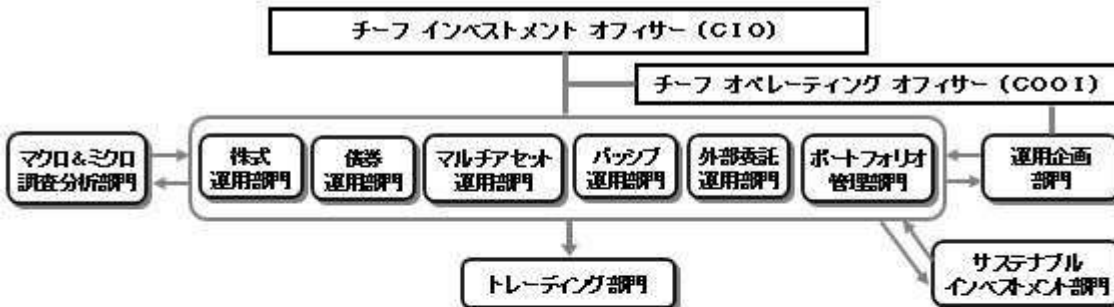 チーフ インベストメント オフィサー (CIO)
チーフ オペレーティング オフィサー (COOI)
マクロ&ミクロ
調査分析部門
株式
運用部門
債券
運用部門
マルチアセット
運用部門
パッシブ
運用部門
外部委託
運用部門
ポートフォリオ
管理部門
運用企画
部門
トレーディング部門
サステナブル
インベストメント部門